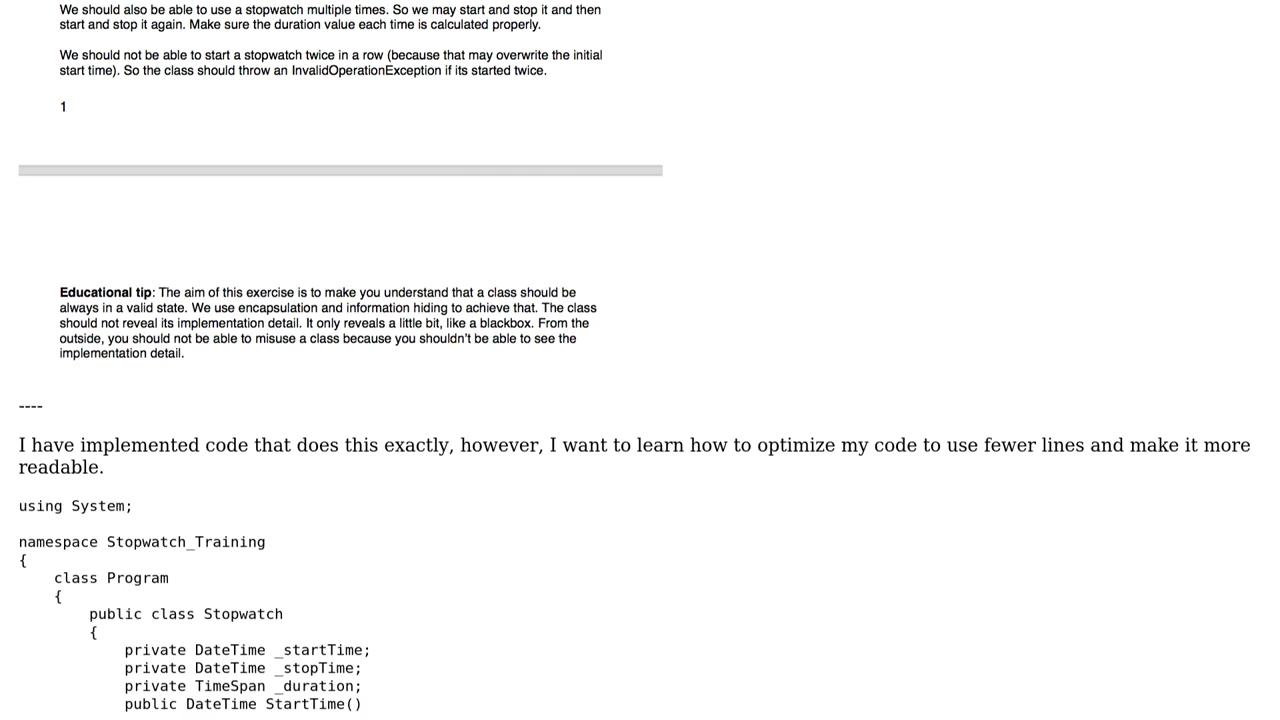 We should also be able to use a stopwatch multiple times. So we may start and stop it and then
start and stop it again. Make sure the duration value each time is calculated properly.
We should not be able to start a stopwatch twice in a row (because that may overwrite the initial
start time). So the class should throw an InvalidOperationException if its started twice.
1
Educational tip: The aim of this exercise is to make you understand that a class should be
always in a valid state. We use encapsulation and information hiding to achieve that. The class
should not reveal its implementation detail. It only reveals a little bit, like a blackbox. From the
outside, you should not be able to misuse a class because you shouldn't be able to see the
implementation detail.
----
I have implemented code that does this exactly, however, I want to learn how to optimize my code to use fewer lines and make it more
readable.
using System;
namespace Stopwatch_Training
{
    class Program
    {
        public class Stopwatch
        {
            private DateTime _startTime;
            private DateTime _stopTime;
            private TimeSpan _duration;
            public DateTime StartTime()